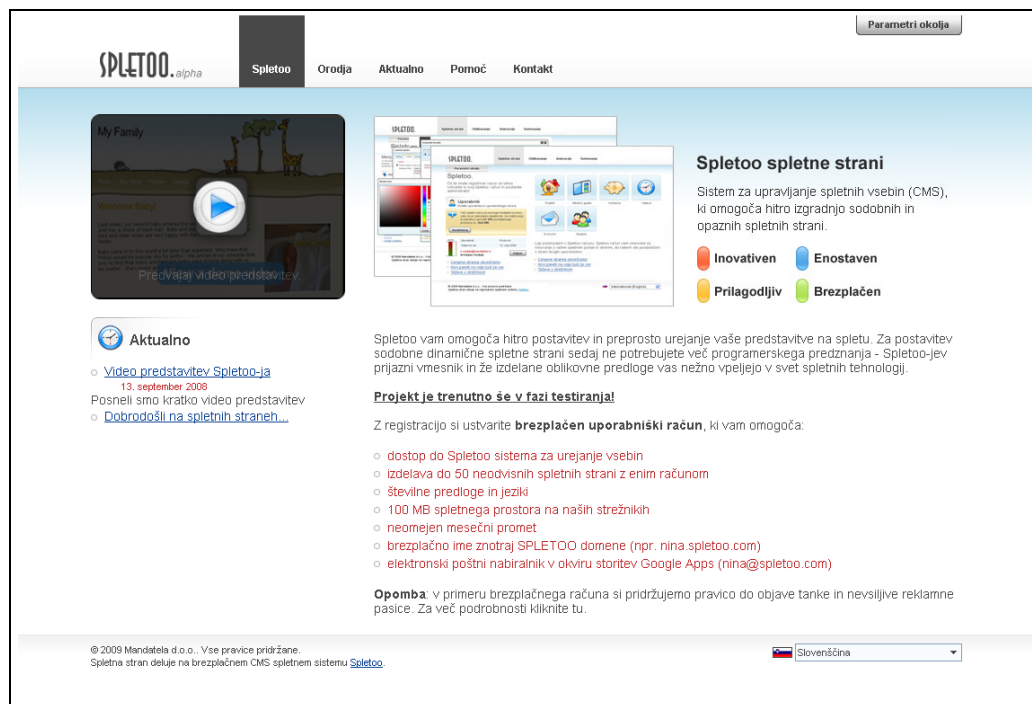 Parametri okolja
SPLETOO.alpha
Spletoo Orodja Aktualno Pomoč Kontakt
My Family
Predvajaj video predstavitev
SPLETOO.
SPLETOO.
Spletoo.
Spletoo spletne strani
Sistem za upravljanje spletnih vsebin (CMS),
ki omogoča hitro izgradnjo sodobnih in
opaznih spletnih strani.
Inovativen Enostaven
Prilagodljiv Brezplačen
Aktualno
Video predstavitev Spletoo-ja
13. september 2008
Posneli smo kratko video predstavitev
Dobrodošli na spletnih straneh...
Spletoo vam omogoča hitro postavitev in preprosto urejanje vaše predstavitve na spletu. Za postavitev
sodobne dinamične spletne strani sedaj ne potrebujete več programerskega predznanja - Spletoo-jev
prijazni vmesnik in že izdelane oblikovne predloge vas nežno vpeljejo v svet spletnih tehnologij.
Projekt je trenutno še v fazi testiranja!
Z registracijo si ustvarite brezplačen uporabniški račun, ki vam omogoča:
dostop do Spletoo sistema za urejanje vsebin
izdelava do 50 neodvisnih spletnih strani z enim računom
številne predloge in jeziki
100 MB spletnega prostora na naših strežnikih
neomejen mesečni promet
brezplačno ime znotraj SPLETOO domene (npr. nina.spletoo.com)
elektronski poštni nabiralnik v okviru storitev Google Apps (nina@spletoo.com)
Opomba: v primeru brezplačnega računa si pridržujemo pravico do objave tanke in nevsiljive reklamne
pasice. Za več podrobnosti kliknite tu.
© 2009 Mandatela d.o.o.. Vse pravice pridržane.
Spletna stran deluje na brezplačnem CMS spletnem sistemu Spletoo.
Slovenščina